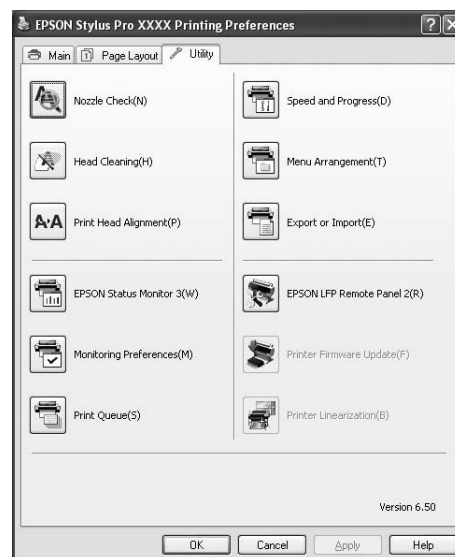 EPSON Stylus Pro XXXX Printing Preferences
Main
Page Layout
Utility
Nozzle Check(N)
Head Cleaning(H)
A:A
Print Head Alignment(P)
EPSON Status Monitor 3(W)
Monitoring Preferences(M)
Print Queue(S)
Speed and Progress(D)
Menu Arrangement(T)
Export or Import(E)
EPSON LFP Remote Panel 2(R)
Printer Firmware Update(F)
Printer Linearization(B)
Version 6.50
OK
Cancel
Apply
Help